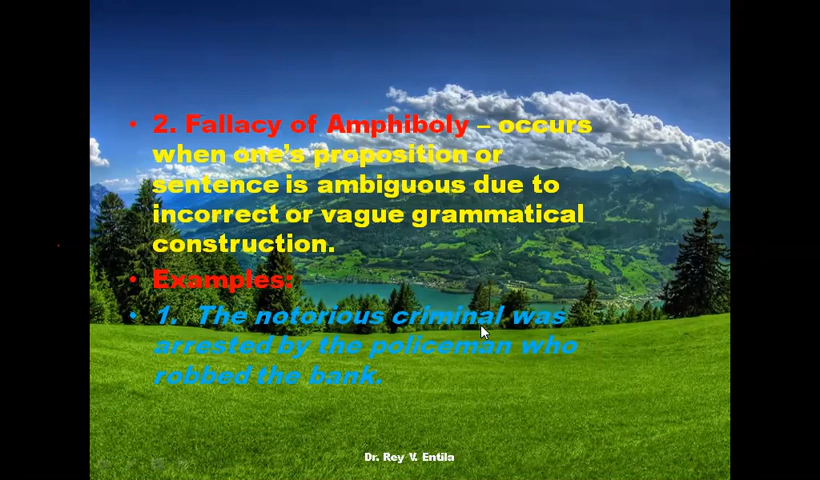 • 2. Fallacy of Amphiboly – occurs
when one's proposition or
sentence is ambiguous due to
incorrect or vague grammatical
construction.
• Examples:
• 1. The notorious criminal was
arrested by the policeman who
robbed the bank.
Dr. Rey V. Entila